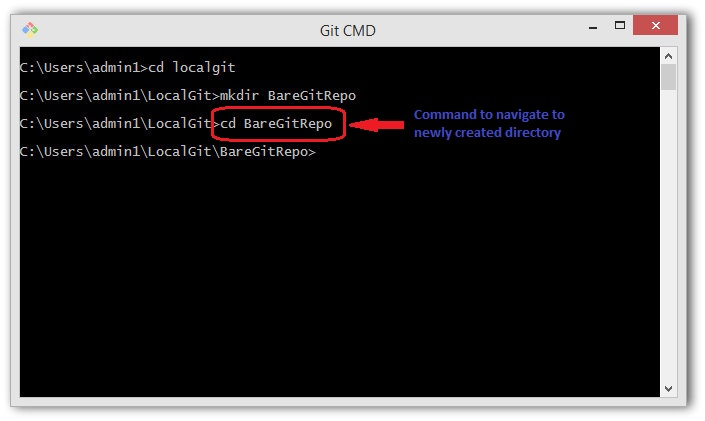 Git CMD
C:\Users\admin1>cd localgit
C:\Users\admin1\LocalGit>mkdir BareGitRepo
C:\Users\admin1\LocalGit>cd BareGitRepo
Command to navigate to
newly created directory
C:\Users\admin1\LocalGit\BareGitRepo>